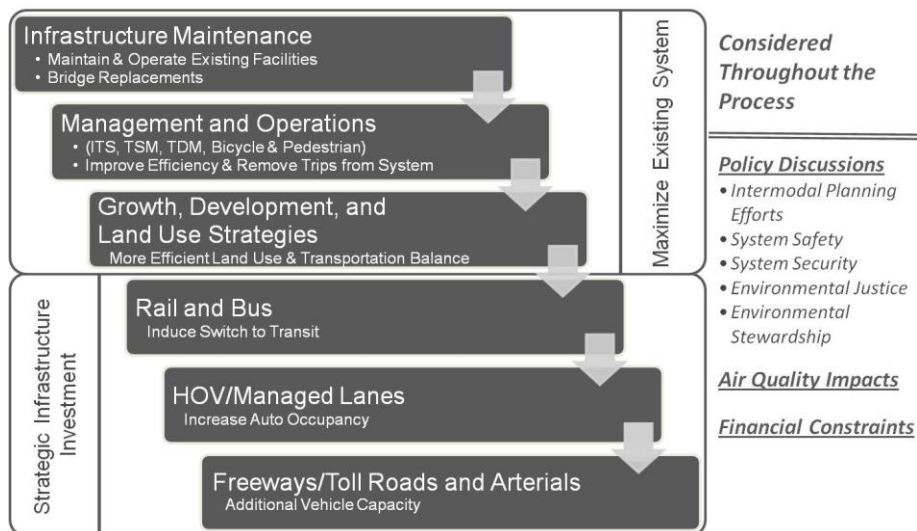 Infrastructure Maintenance
• Maintain & Operate Existing Facilities
• Bridge Replacements
Management and Operations
• (ITS, TSM, TDM, Bicycle & Pedestrian)
• Improve Efficiency & Remove Trips from System
Growth, Development, and
Land Use Strategies
More Efficient Land Use & Transportation Balance
Maximize Existing System
Rail and Bus
Induce Switch to Transit
HOV/Managed Lanes
Increase Auto Occupancy
Freeways/Toll Roads and Arterials
Additional Vehicle Capacity
Strategic Infrastructure
Investment
Considered
Throughout the
Process
Policy Discussions
• Intermodal Planning
Efforts
• System Safety
• System Security
• Environmental Justice
• Environmental
Stewardship
Air Quality Impacts
Financial Constraints